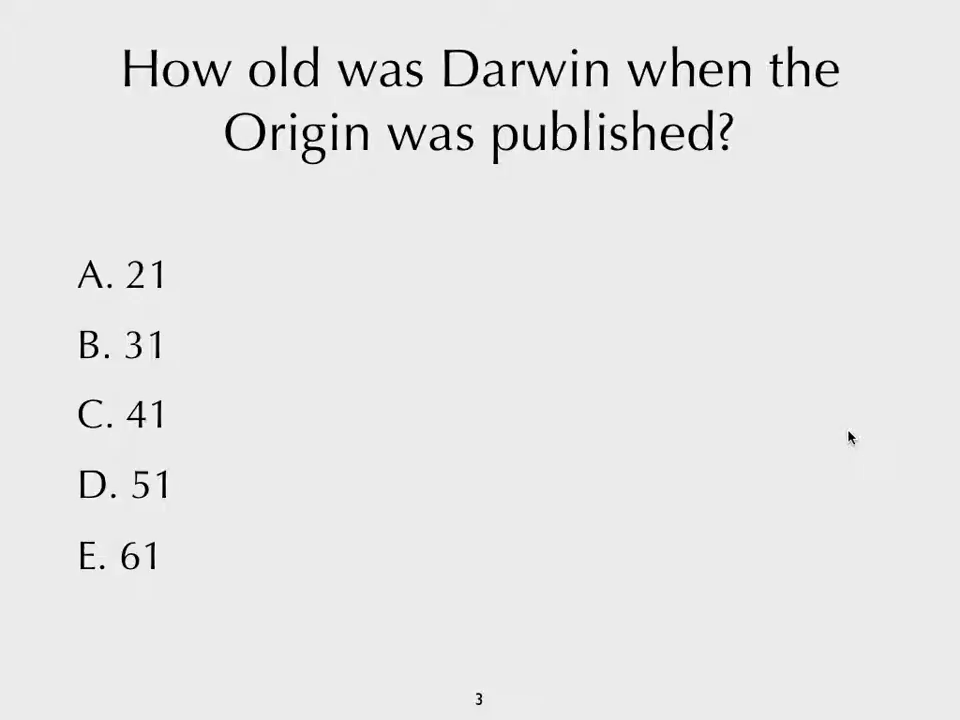 How old was Darwin when the
Origin was published?
A. 21
B. 31
C. 41
D. 51
E. 61
3